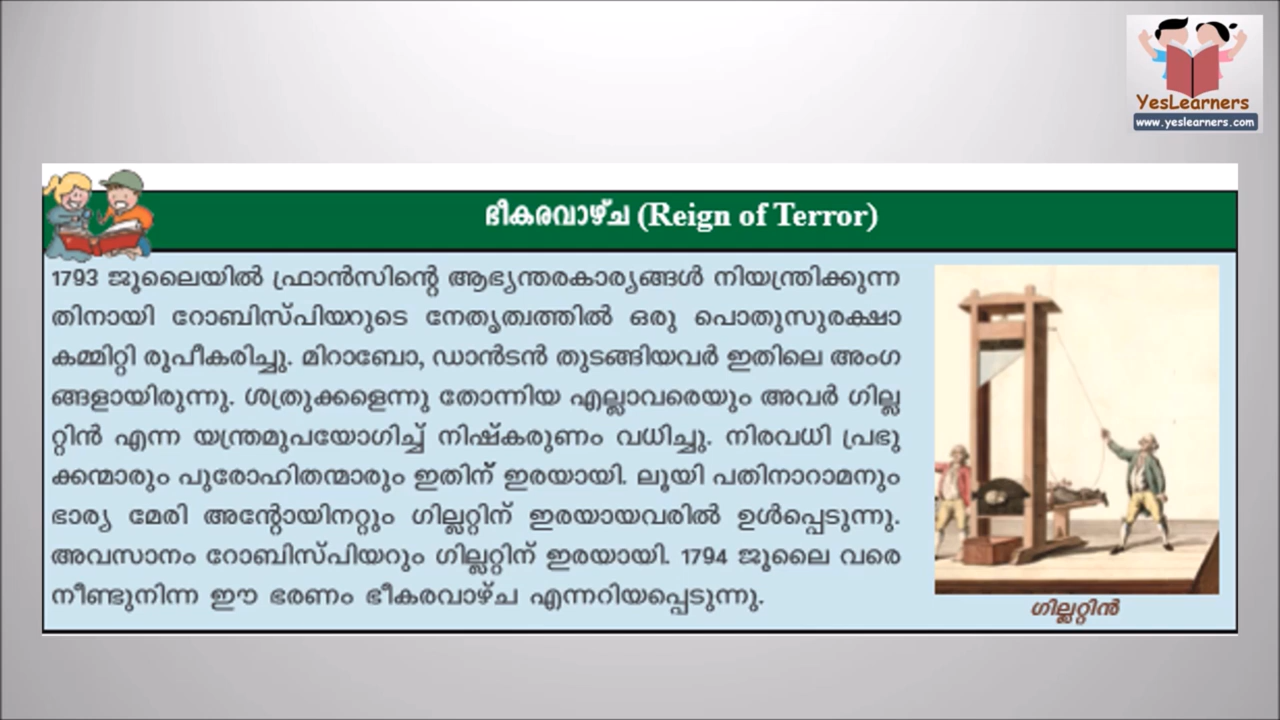 YesLearners
www.yeslearners.com
ഭീകരവാഴ്ച (Reign of Terror)
1793 ജൂലൈയിൽ ഫ്രാൻസിന്റെ ആഭ്യന്തരകാര്യങ്ങൾ നിയന്ത്രിക്കുന്ന
തിനായി റോബിസ്പിയറുടെ നേതൃത്വത്തിൽ ഒരു പൊതുസുരക്ഷാ
കമ്മിറ്റി രൂപീകരിച്ചു. മിറാബോ, ഡാൻടൻ തുടങ്ങിയവർ ഇതിലെ അംഗ
ങ്ങളായിരുന്നു. ശത്രുക്കളെന്നു തോന്നിയ എല്ലാവരെയും അവർ ഗില്ല
റ്റിൻ എന്ന യന്ത്രമുപയോഗിച്ച് നിഷ്കരുണം വധിച്ചു. നിരവധി പ്രഭു
ക്കന്മാരും പുരോഹിതന്മാരും ഇതിന് ഇരയായി. ലൂയി പതിനാറാമനും
ഭാര്യ മേരി അന്റോയിനറ്റും ഗില്ലറ്റിന് ഇരയായവരിൽ ഉൾപ്പെടുന്നു.
അവസാനം റോബിസ്പിയറും ഗില്ലറ്റിന് ഇരയായി. 1794 ജൂലൈ വരെ
നീണ്ടുനിന്ന ഈ ഭരണം ഭീകരവാഴ്ച എന്നറിയപ്പെടുന്നു.
ഗില്ലറ്റിൻ